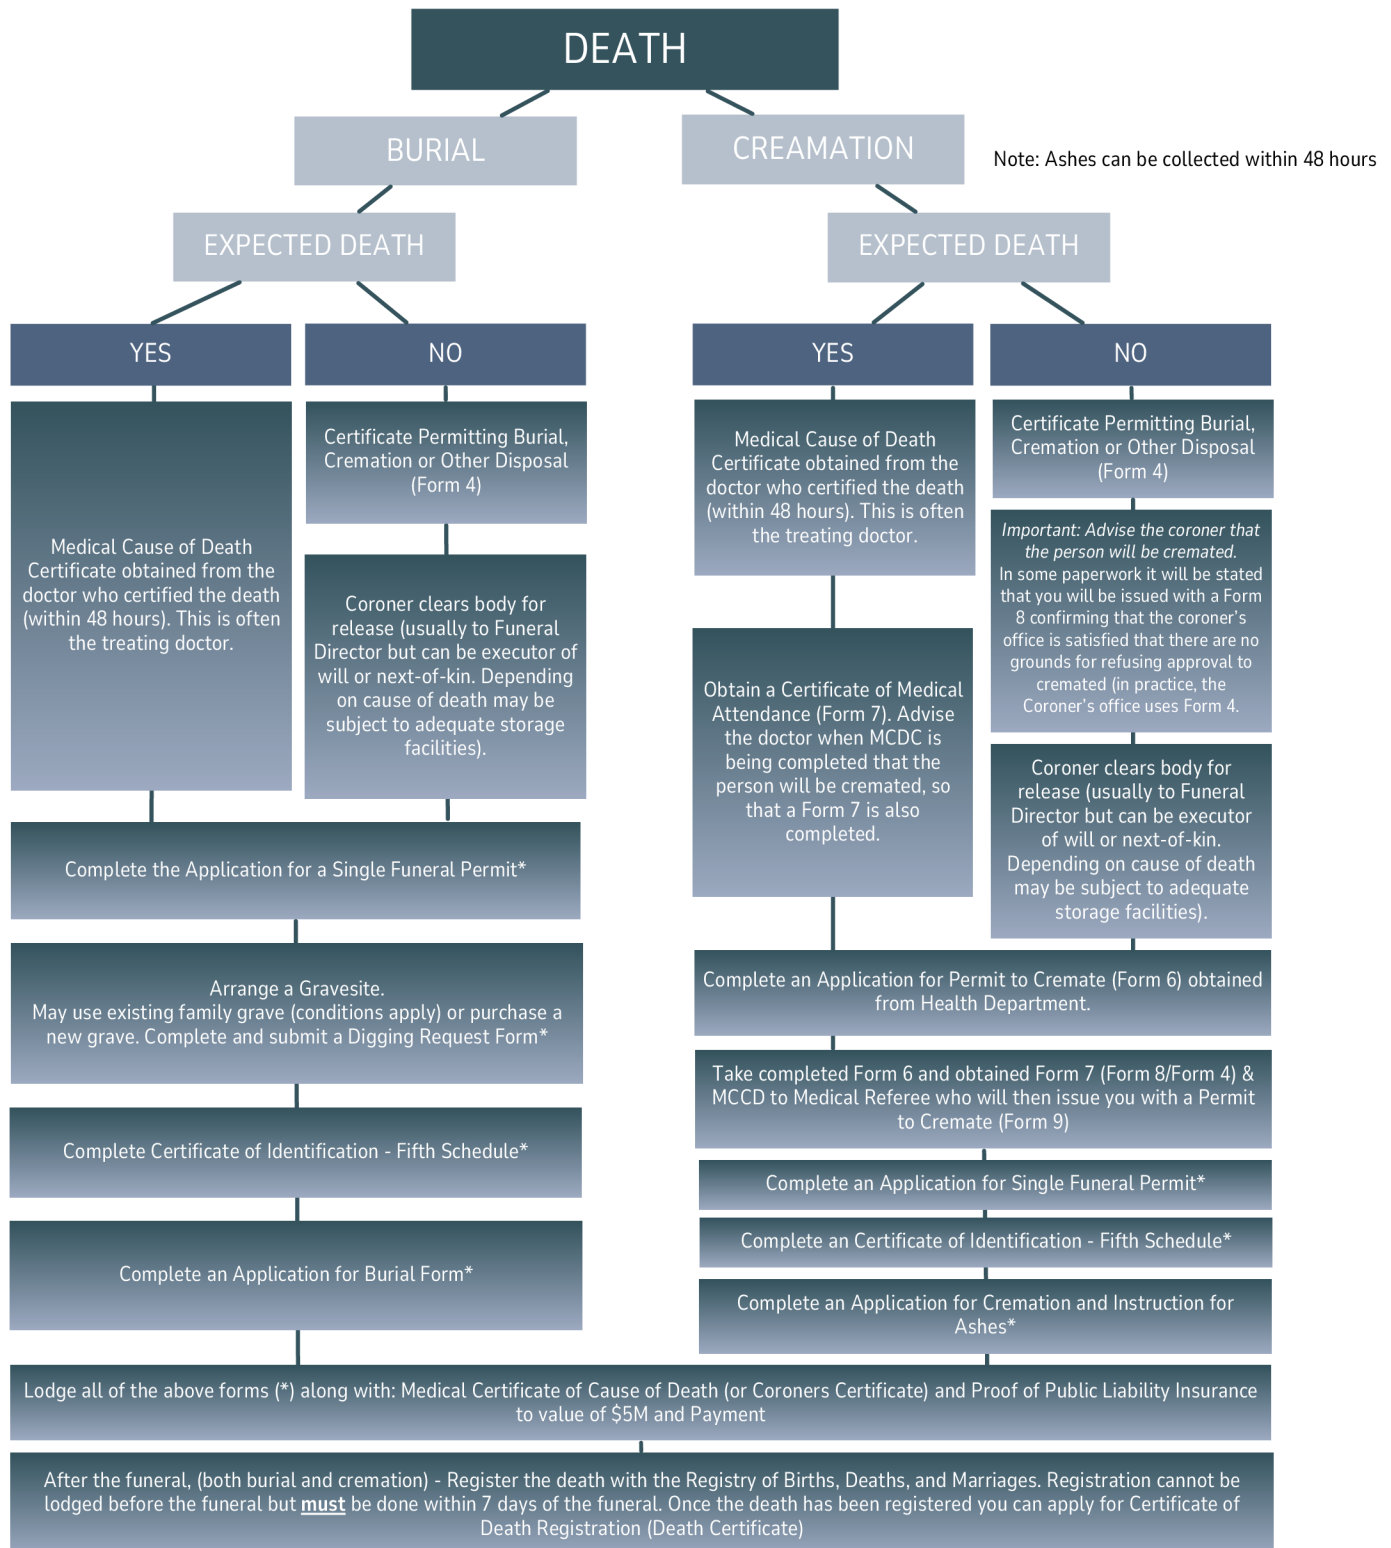 DEATH
BURIAL
CREAMATION
Note: Ashes can be collected within 48 hours
EXPECTED DEATH
EXPECTED DEATH
YES
NO
YES
NO
Medical Cause of Death
Certificate obtained from the
doctor who certified the death
(within 48 hours). This is often
the treating doctor.
Certificate Permitting Burial,
Cremation or Other Disposal
(Form 4)
Coroner clears body for
release (usually to Funeral
Director but can be executor of
will or next-of-kin. Depending
on cause of death may be
subject to adequate storage
facilities).
Complete the Application for a Single Funeral Permit*
Arrange a Gravesite.
May use existing family grave (conditions apply) or purchase a
new grave. Complete and submit a Digging Request Form*
Complete Certificate of Identification - Fifth Schedule*
Complete an Application for Burial Form*
Medical Cause of Death
Certificate obtained from the
doctor who certified the death
(within 48 hours). This is often
the treating doctor.
Obtain a Certificate of Medical
Attendance (Form 7). Advise
the doctor when MCDC is
being completed that the
person will be cremated, so
that a Form 7 is also
completed.
Certificate Permitting Burial,
Cremation or Other Disposal
(Form 4)
Important: Advise the coroner that
the person will be cremated.
In some paperwork it will be stated
that you will be issued with a Form
8 confirming that the coroner's
office is satisfied that there are no
grounds for refusing approval to
cremated (in practice, the
Coroner's office uses Form 4.
Coroner clears body for
release (usually to Funeral
Director but can be executor
of will or next-of-kin.
Depending on cause of death
may be subject to adequate
storage facilities).
Complete an Application for Permit to Cremate (Form 6) obtained
from Health Department.
Take completed Form 6 and obtained Form 7 (Form 8/Form 4) &
MCCD to Medical Referee who will then issue you with a Permit
to Cremate (Form 9)
Complete an Application for Single Funeral Permit*
Complete an Certificate of Identification - Fifth Schedule*
Complete an Application for Cremation and Instruction for
Ashes*
Lodge all of the above forms (*) along with: Medical Certificate of Cause of Death (or Coroners Certificate) and Proof of Public Liability Insurance
to value of $5M and Payment
After the funeral, (both burial and cremation) - Register the death with the Registry of Births, Deaths, and Marriages. Registration cannot be
lodged before the funeral but must be done within 7 days of the funeral. Once the death has been registered you can apply for Certificate of
Death Registration (Death Certificate)